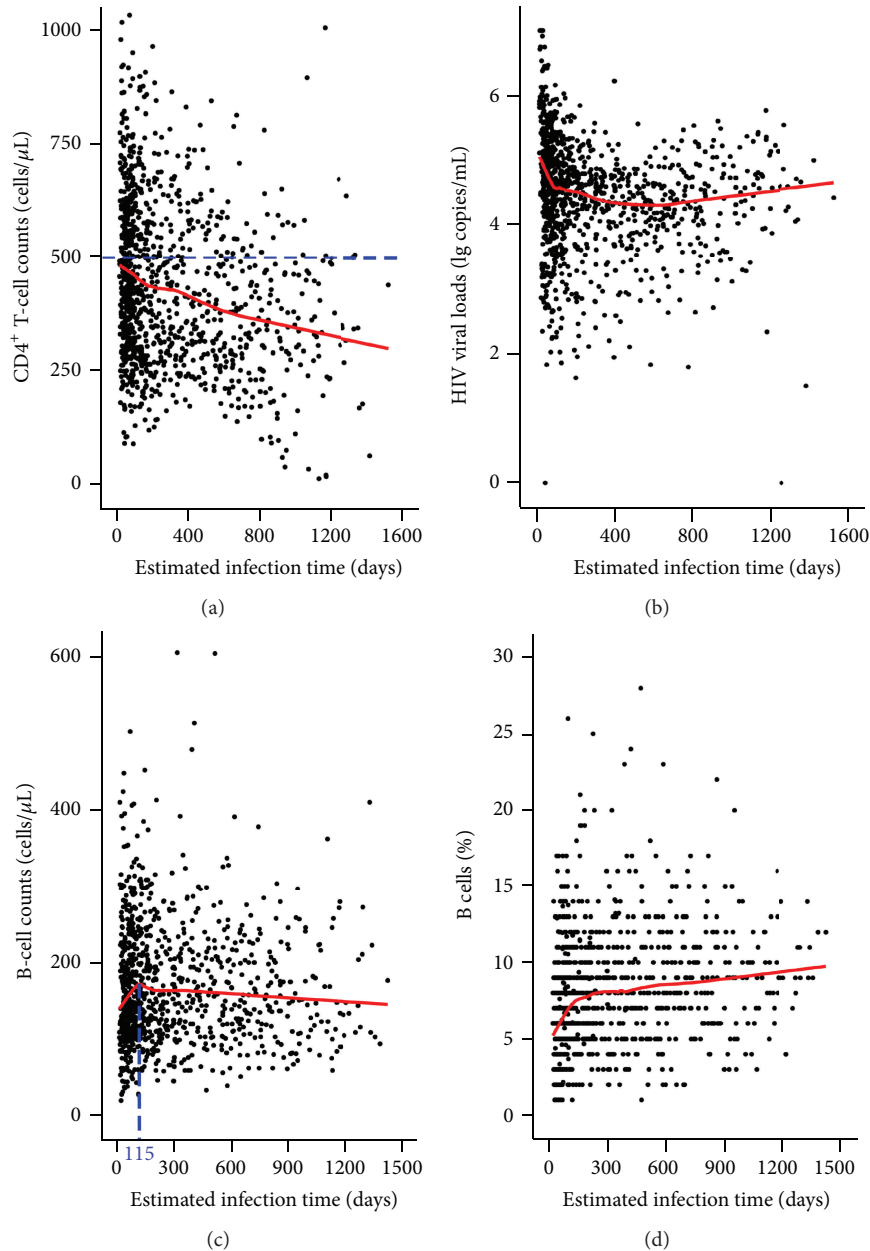 1000
750
500
250
0
CD4+ T-cell counts (cells/μL)
0 400 800 1200 1600
Estimated infection time (days)
(a)
6
4
2
0
HIV viral loads (lg copies/mL)
0 400 800 1200 1600
Estimated infection time (days)
(b)
600
400
200
0
B-cell counts (cells/μL)
115
0 300 600 900 1200 1500
Estimated infection time (days)
(c)
30
25
20
15
10
5
0
B cells (%)
0 300 600 900 1200 1500
Estimated infection time (days)
(d)